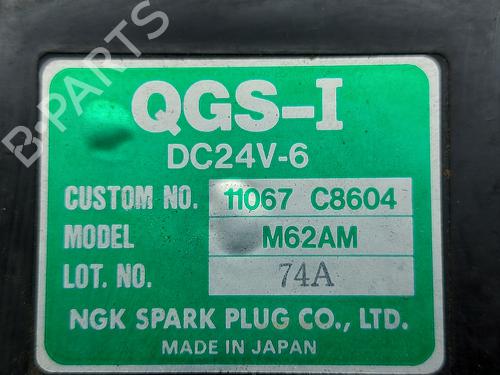 QGS-I
DC24V-6
CUSTOM NO. 11067 C8604
MODEL M62AM
LOT. NO. 74A
NGK SPARK PLUG CO., LTD.
MADE IN JAPAN
B-PARTS